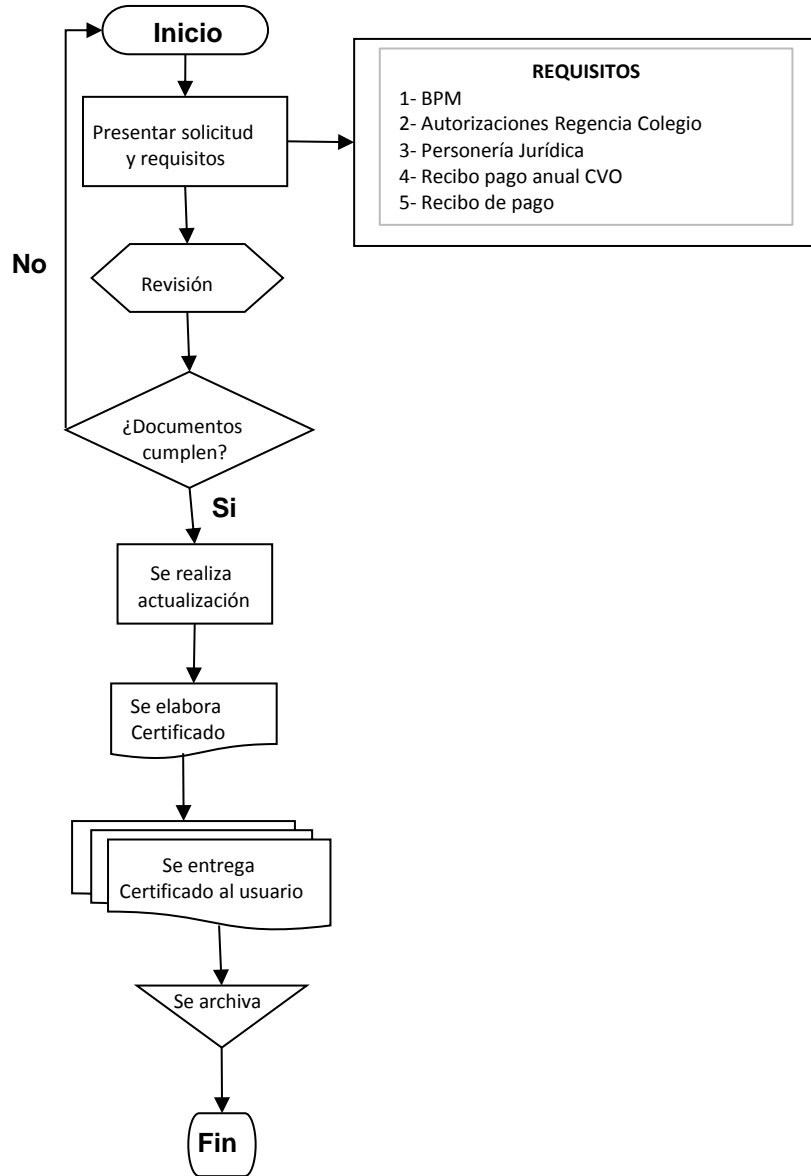 Inicio
Presentar solicitud
y requisitos
REQUISITOS
1- BPM
2- Autorizaciones Regencia Colegio
3- Personería Jurídica
4- Recibo pago anual CVO
5- Recibo de pago
No
Revisión
¿Documentos
cumplen?
Si
Se realiza
actualización
Se elabora
Certificado
Se entrega
Certificado al usuario
Se archiva
Fin